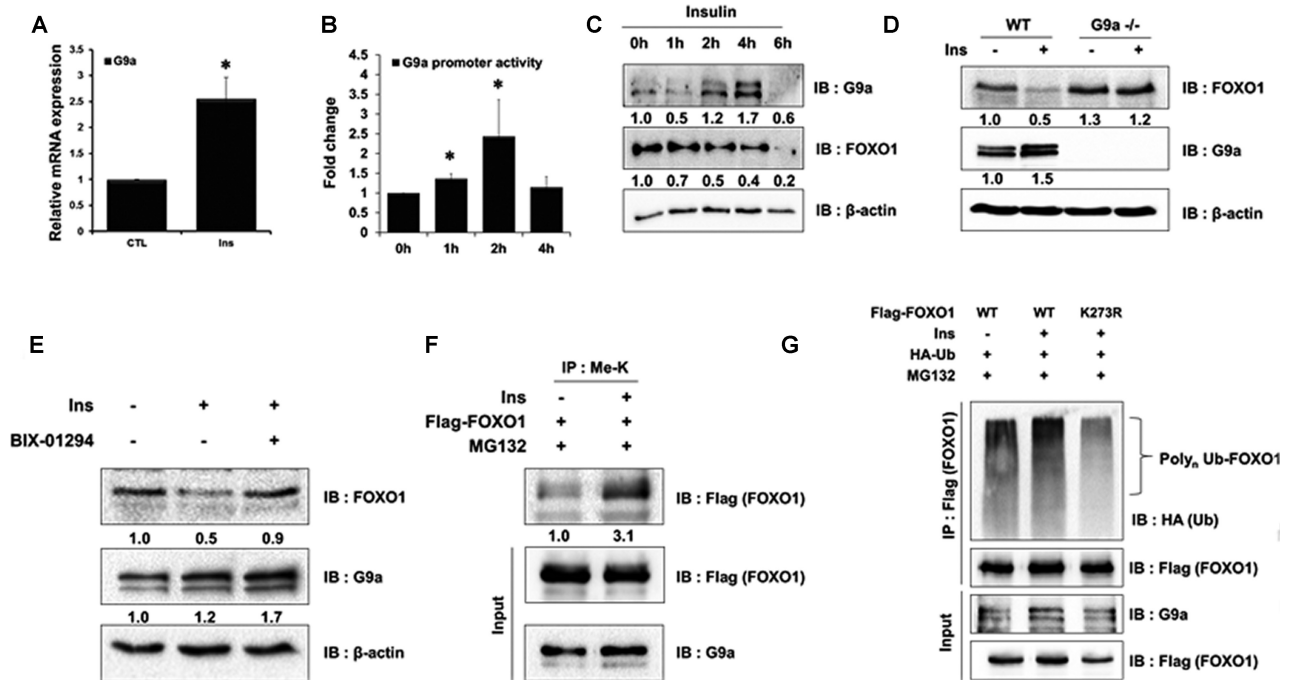 A
Relative mRNA expression
3.5
3
2.5
2
1.5
1
0.5
0
G9a
*
CTL Ins
B
Fold change
4
3.5
3
2.5
2
1.5
1
0.5
0
G9a promoter activity
* *
0h 1h 2h 4h
C
Insulin
0h 1h 2h 4h 6h
IB : G9a
1.0 0.5 1.2 1.7 0.6
IB : FOXO1
1.0 0.7 0.5 0.4 0.2
IB : β-actin
D
WT G9a -/-
Ins - + - +
IB : FOXO1
1.0 0.5 1.3 1.2
IB : G9a
1.0 1.5
IB : β-actin
E
Ins - + +
BIX-01294 - - +
IB : FOXO1
1.0 0.5 0.9
IB : G9a
1.0 1.2 1.7
IB : β-actin
F
IP : Me-K
Ins - +
Flag-FOXO1 + +
MG132 + +
IB : Flag (FOXO1)
1.0 3.1
Input
IB : Flag (FOXO1)
IB : G9a
G
Flag-FOXO1 WT WT K273R
Ins - + +
HA-Ub + + +
MG132 + + +
IP : Flag (FOXO1)
Polyn Ub-FOXO1
IB : HA (Ub)
IB : Flag (FOXO1)
Input
IB : G9a
IB : Flag (FOXO1)